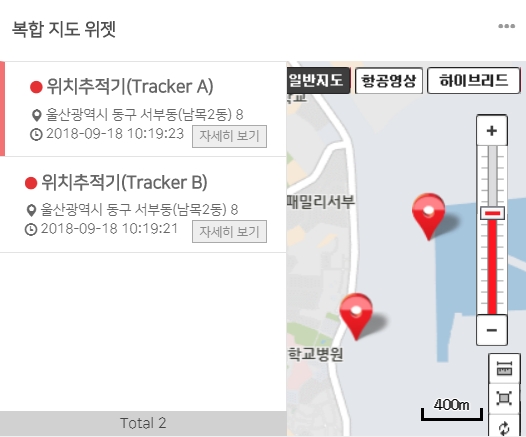 복합 지도 위젯
위치추적기(Tracker A)
울산광역시 동구 서부동(남목2동) 8
2018-09-18 10:19:23 자세히 보기
위치추적기(Tracker B)
울산광역시 동구 서부동(남목2동) 8
2018-09-18 10:19:21 자세히 보기
Total 2
일반지도 항공영상 하이브리드
학교
패밀리서부
학교병원
400m